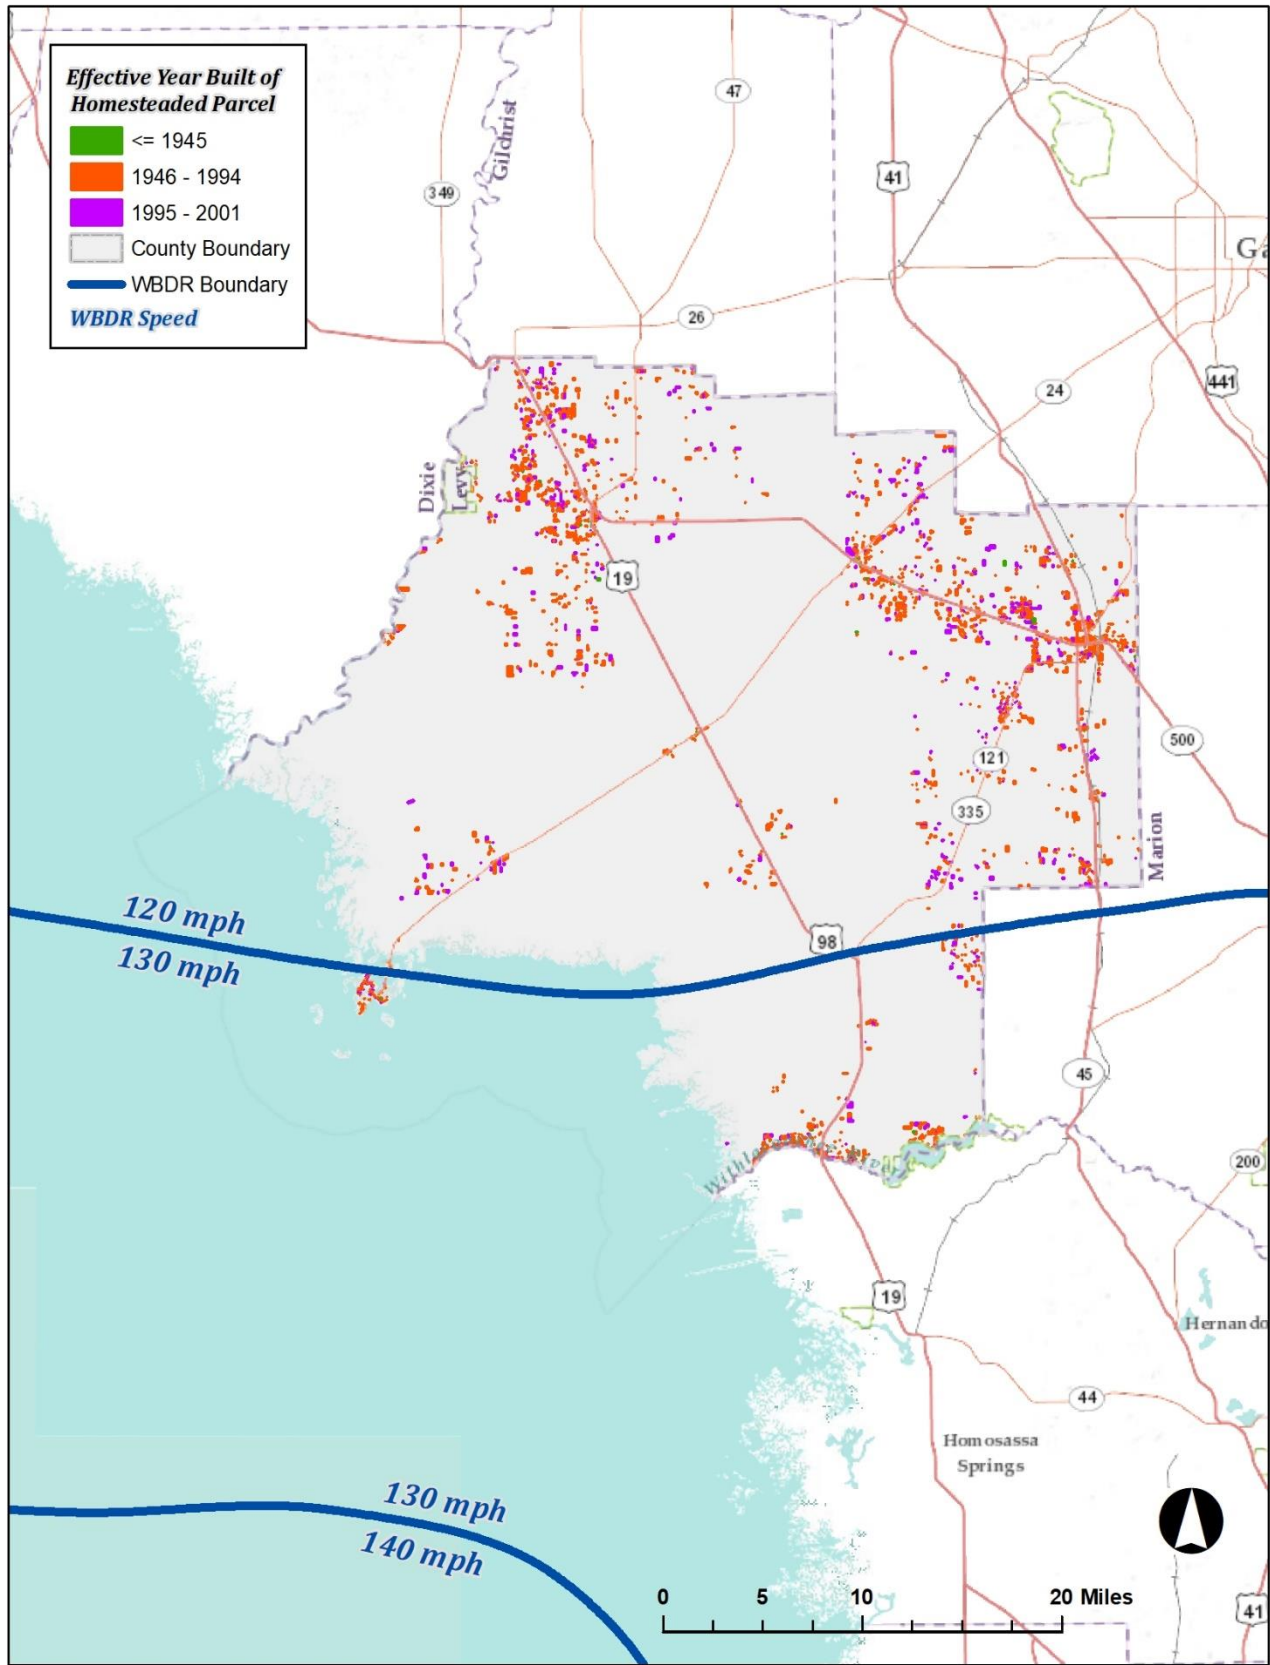 Effective Year Built of
Homesteaded Parcel
<= 1945
1946 - 1994
1995 - 2001
County Boundary
WBDR Boundary
WBDR Speed
47
Gilchrist
41
349
Ga
26
24
441
Dixie
Levy
19
500
121
335
Marion
120 mph
130 mph
98
45
200
19
Hernando
44
Homosassa
Springs
130 mph
140 mph
0 5 10 20 Miles
41